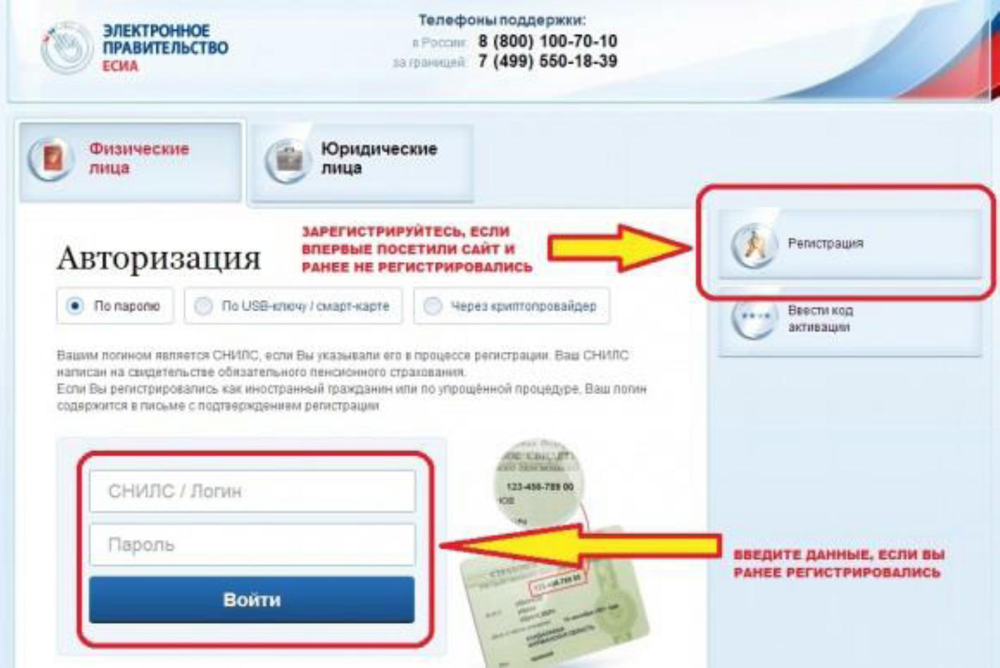 ЭЛЕКТРОННОЕ
ПРАВИТЕЛЬСТВО
ЕСИА
Телефоны поддержки:
в России: 8 (800) 100-70-10
за границей: 7 (499) 550-18-39
Физические
лица
Юридические
лица
Авторизация
ЗАРЕГИСТРИРУЙТЕСЬ, ЕСЛИ
ВПЕРВЫЕ ПОСЕТИЛИ САЙТ И
РАНЕЕ НЕ РЕГИСТРИРОВАЛИСЬ
Регистрация
Ввести код
активации
По паролю
По USB-ключу / смарт-карте
Через криптопровайдер
Вашим логином является СНИЛС, если Вы указывали его в процессе регистрации. Ваш СНИЛС
написан на свидетельстве обязательного пенсионного страхования.
Если Вы регистрировались как иностранный гражданин или по упрощённой процедуре, Ваш логин
содержится в письме с подтверждением регистрации
СНИЛС / Логин
Пароль
Войти
123-456-789 00
ВВЕДИТЕ ДАННЫЕ, ЕСЛИ ВЫ
РАНЕЕ РЕГИСТРИРОВАЛИСЬ